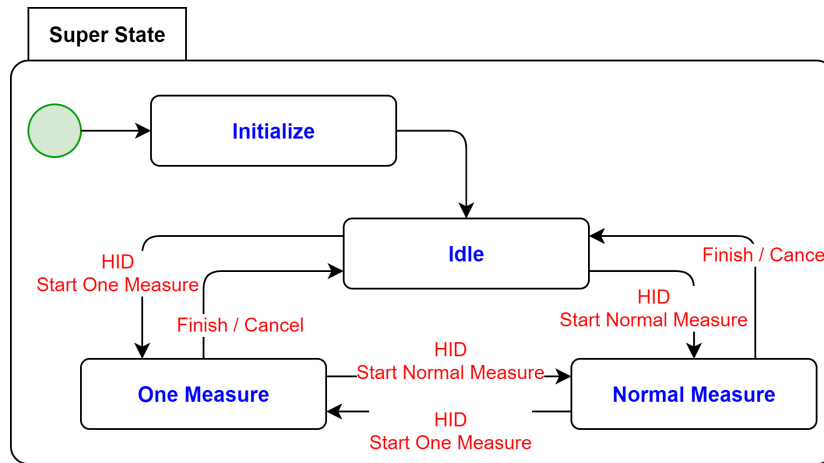 Super State
Initialize
Idle
HID
Start One Measure
Finish / Cancel
Finish / Cance
HID
Start Normal Measure
One Measure
HID
Start Normal Measure
Normal Measure
HID
Start One Measure